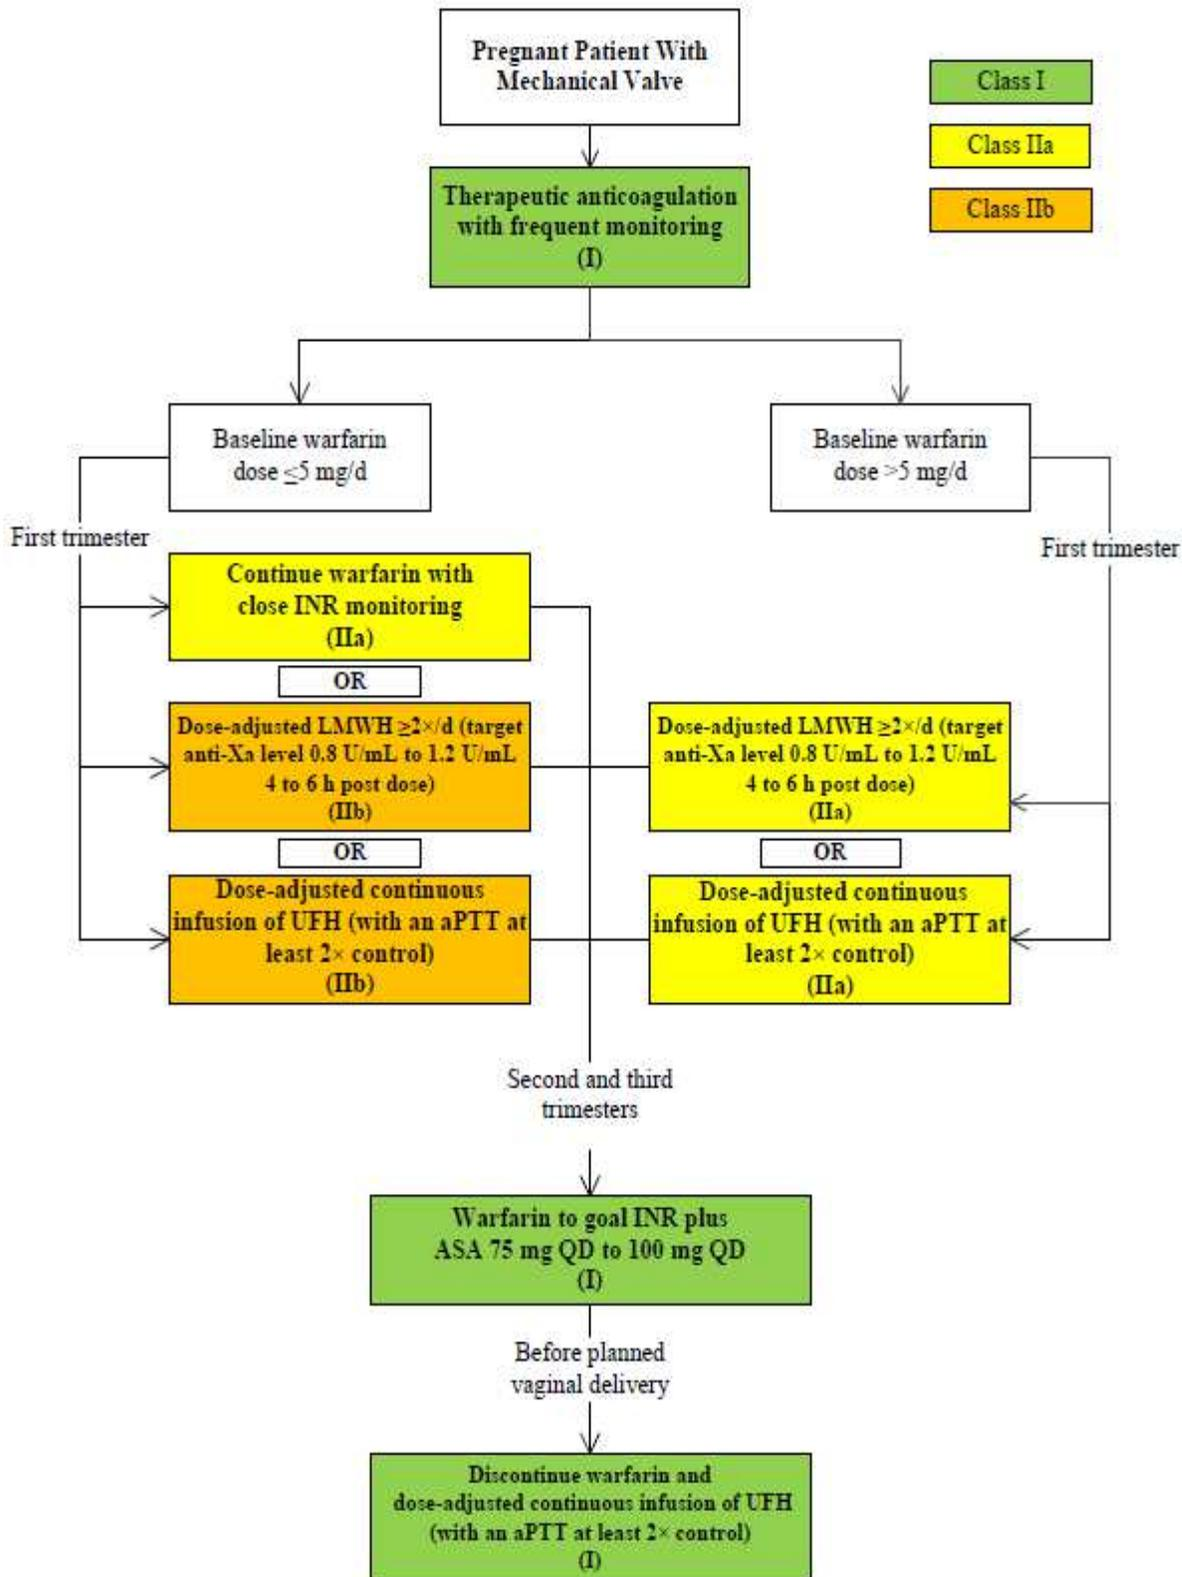 Pregnant Patient With
Mechanical Valve
Class I
Class IIa
Class IIb
Therapeutic anticoagulation
with frequent monitoring
(I)
Baseline warfarin
dose ≤5 mg/d
Baseline warfarin
dose >5 mg/d
First trimester
First trimester
Continue warfarin with
close INR monitoring
(IIa)
OR
Dose-adjusted LMWH ≥2×/d (target
anti-Xa level 0.8 U/mL to 1.2 U/mL
4 to 6 h post dose)
(IIb)
OR
Dose-adjusted continuous
infusion of UFH (with an aPTT at
least 2× control)
(IIb)
Dose-adjusted LMWH ≥2×/d (target
anti-Xa level 0.8 U/mL to 1.2 U/mL
4 to 6 h post dose)
(IIa)
OR
Dose-adjusted continuous
infusion of UFH (with an aPTT at
least 2× control)
(IIa)
Second and third
trimesters
Warfarin to goal INR plus
ASA 75 mg QD to 100 mg QD
(I)
Before planned
vaginal delivery
Discontinue warfarin and
dose-adjusted continuous infusion of UFH
(with an aPTT at least 2× control)
(I)